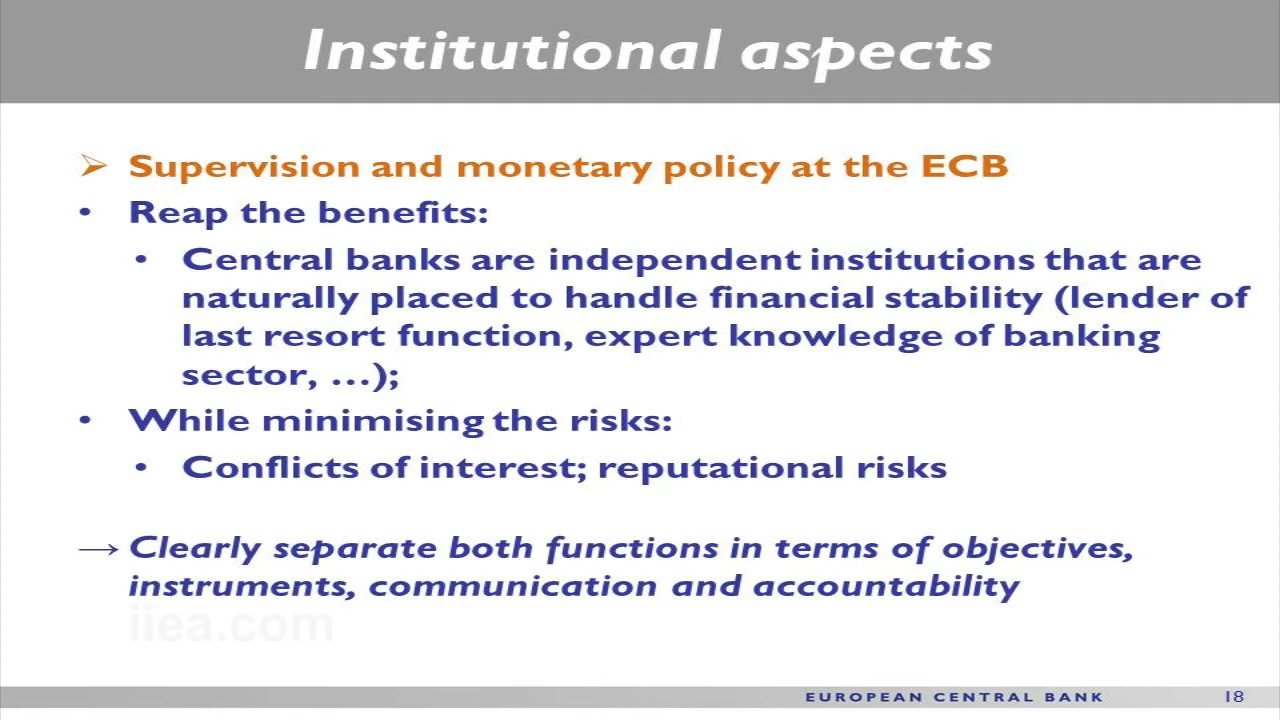 Institutional aspects
➢ Supervision and monetary policy at the ECB
• Reap the benefits:
• Central banks are independent institutions that are
naturally placed to handle financial stability (lender of
last resort function, expert knowledge of banking
sector, …);
• While minimising the risks:
• Conflicts of interest; reputational risks
→ Clearly separate both functions in terms of objectives,
instruments, communication and accountability
iiea.com
EUROPEAN CENTRAL BANK 18